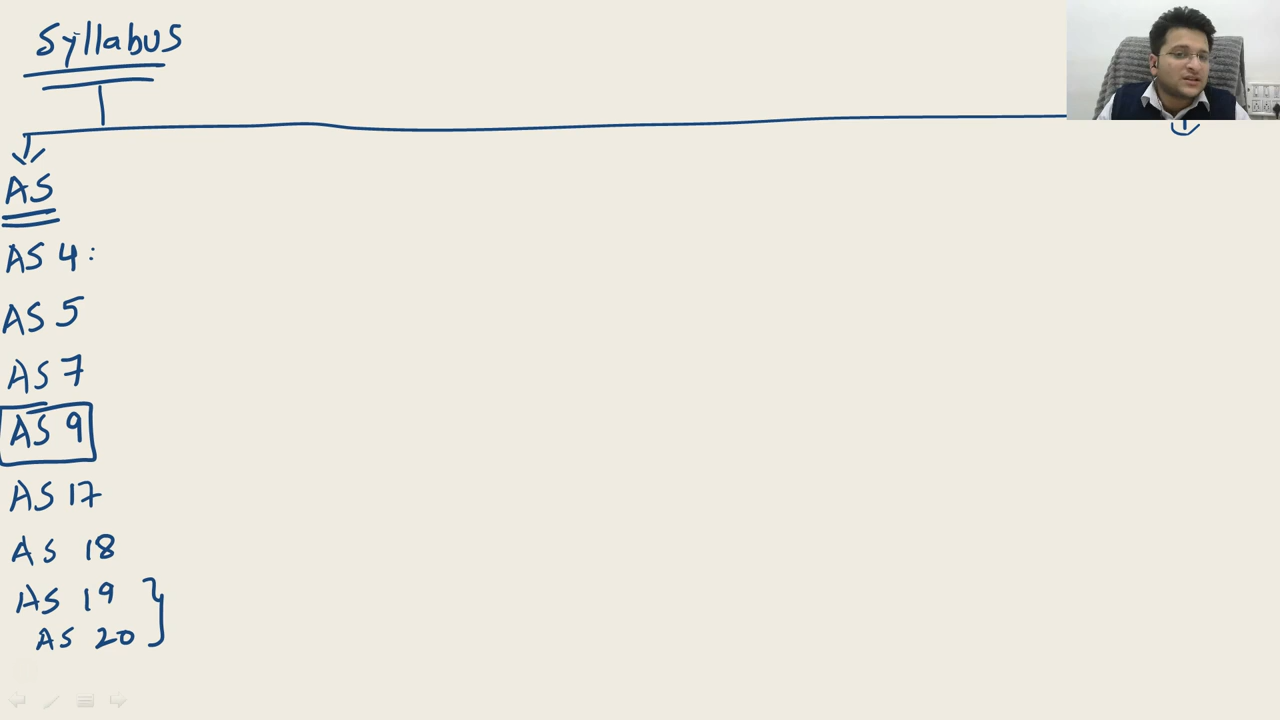 Syllabus
AS
AS 4:
AS 5
AS 7
AS 9
AS 17
AS 18
AS 19
AS 20